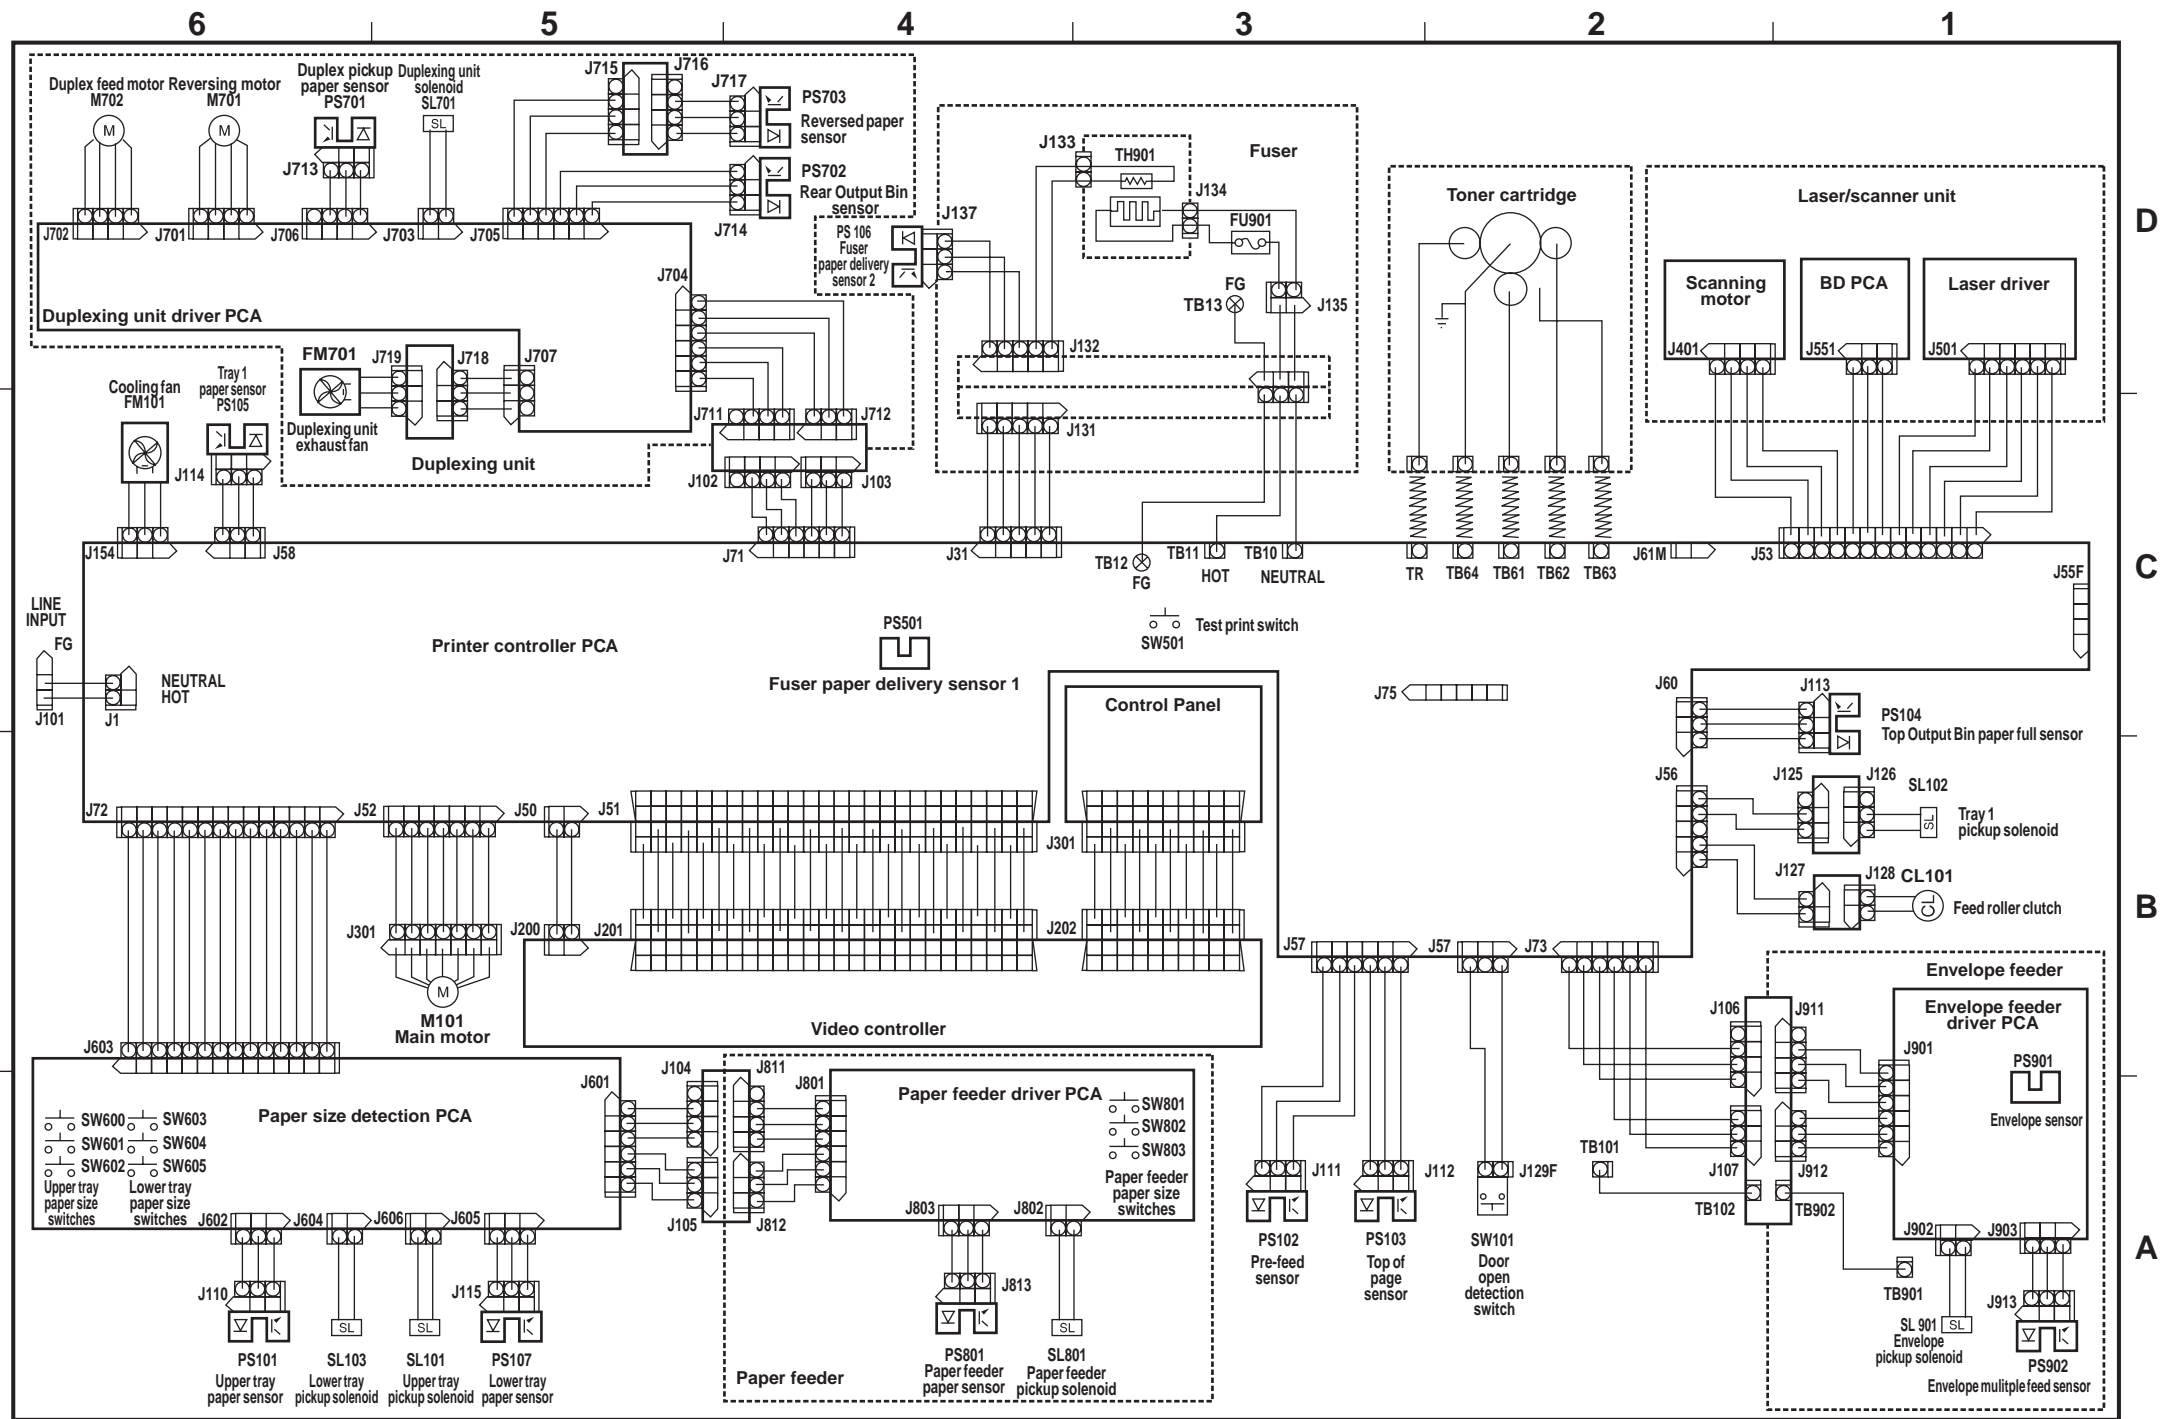 6 5 4 3 2 1
Duplex feed motor
M702
Reversing motor
M701
Duplex pickup
paper sensor
PS701
Duplexing unit
solenoid
SL701
M
M
SL
J713
J715
J716
J717
PS703
Reversed paper
sensor
PS702
Rear Output Bin
sensor
J714
J702
J701
J706
J703
J705
J704
Duplexing unit driver PCA
PS 106
Fuser
paper delivery
sensor 2
J137
J133
TH901
J134
FU901
Fuser
FG
TB13
J135
J132
J131
Toner cartridge
Laser/scanner unit
Scanning
motor
BD PCA
Laser driver
J401
J551
J501
D
FM701
J719
J718
J707
Duplexing unit
exhaust fan
Duplexing unit
Cooling fan
FM101
Tray 1
paper sensor
PS105
J114
J711
J712
J102
J103
J154
J58
J71
J31
TB12
FG
TB11
HOT
TB10
NEUTRAL
TR
TB64
TB61
TB62
TB63
J61M
J53
J55F
C
LINE
INPUT
FG
NEUTRAL
HOT
J101
J1
Printer controller PCA
PS501
Fuser paper delivery sensor 1
SW501
Test print switch
Control Panel
J75
J60
J113
PS104
Top Output Bin paper full sensor
J56
J125
J126
SL102
SL
Tray 1
pickup solenoid
J127
J128
CL101
CL
Feed roller clutch
B
J72
J52
J50
J51
J301
J301
J200
J201
J202
M
M101
Main motor
Video controller
J57
J57
J73
Envelope feeder
Envelope feeder
driver PCA
J106
J911
J901
PS901
Envelope sensor
J107
J912
TB101
TB102
TB902
J902
J903
TB901
SL 901
SL
Envelope
pickup solenoid
J913
PS902
Envelope mulitple feed sensor
A
J603
Paper size detection PCA
J601
SW600
SW603
SW601
SW604
SW602
SW605
Upper tray
paper size
switches
Lower tray
paper size
switches
J602
J604
J606
J605
J110
J115
SL
SL
PS101
Upper tray
paper sensor
SL103
Lower tray
pickup solenoid
SL101
Upper tray
pickup solenoid
PS107
Lower tray
paper sensor
J104
J811
J801
J105
J812
Paper feeder driver PCA
SW801
SW802
SW803
Paper feeder
paper size
switches
J803
J802
J813
SL
PS801
Paper feeder
paper sensor
SL801
Paper feeder
pickup solenoid
Paper feeder
J111
PS102
Pre-feed
sensor
J112
PS103
Top of
page
sensor
J129F
SW101
Door
open
detection
switch